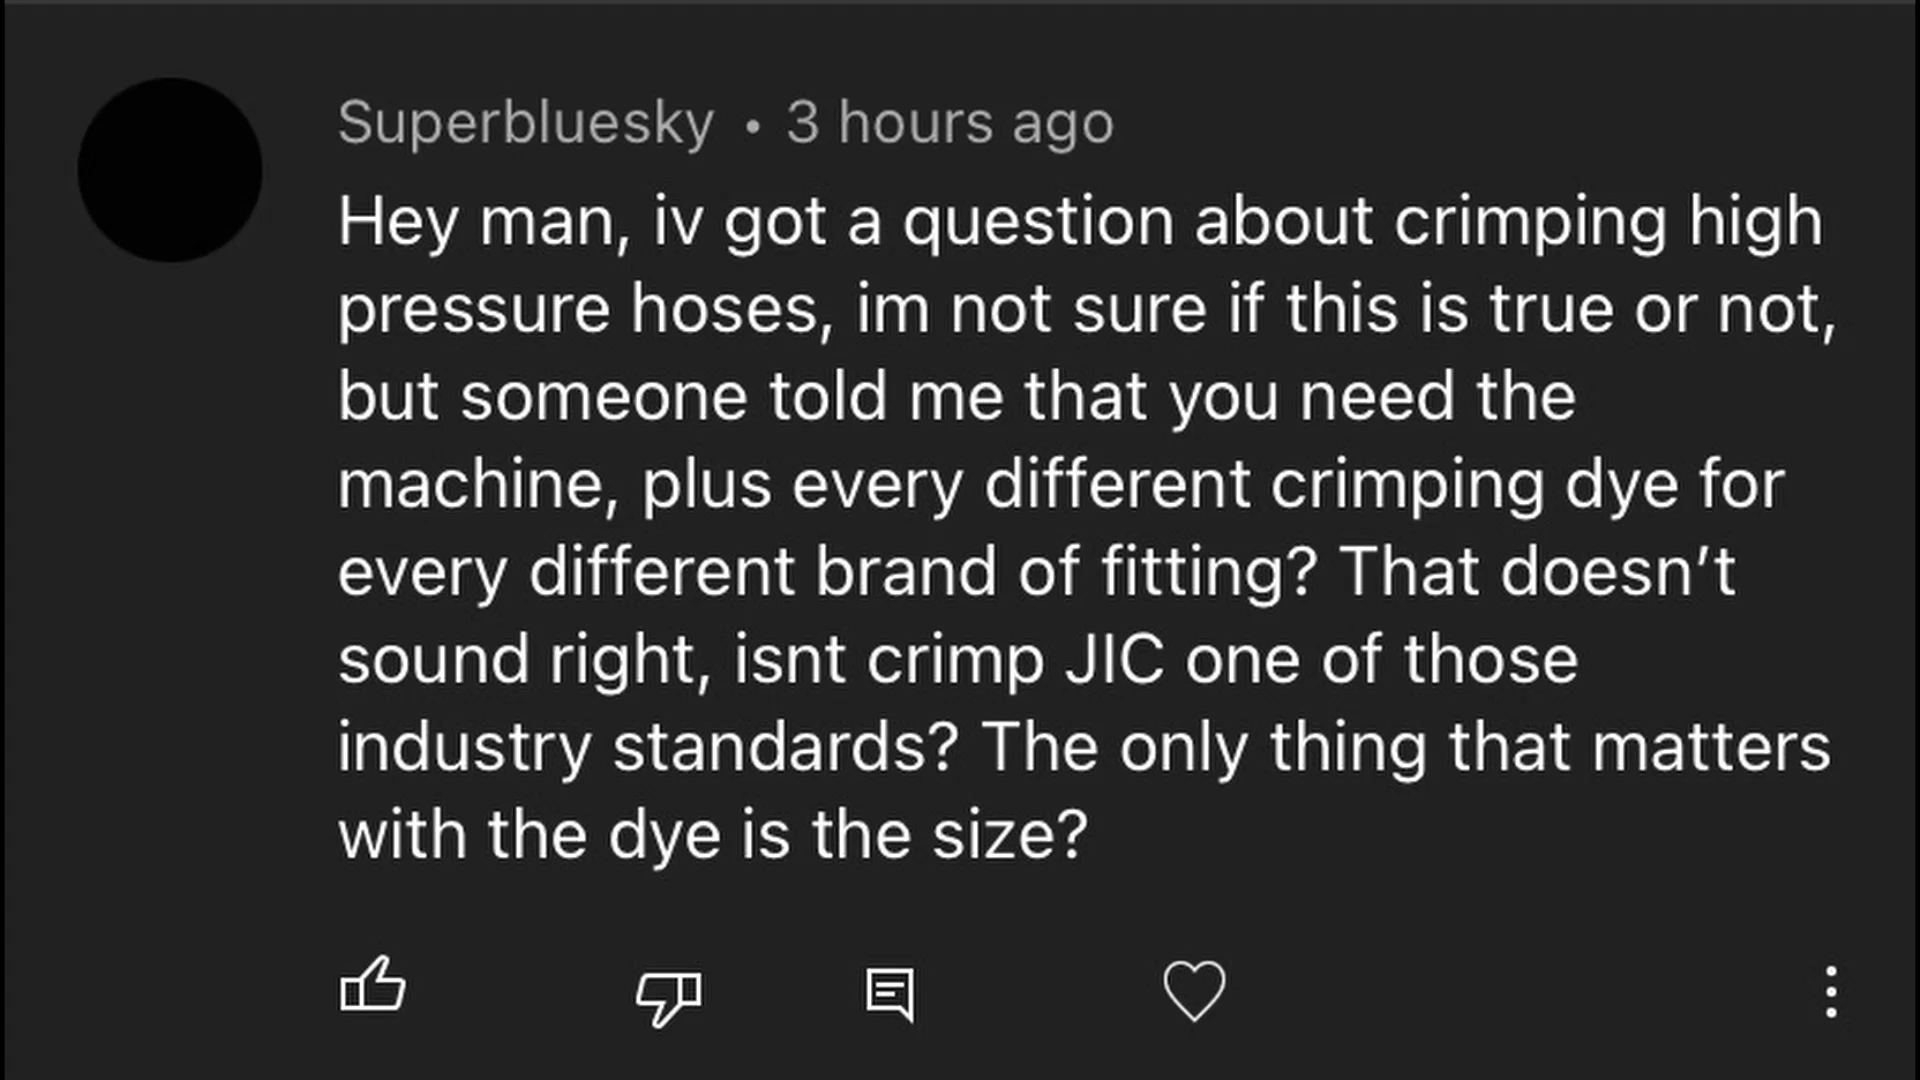 Superbluesky • 3 hours ago
Hey man, iv got a question about crimping high
pressure hoses, im not sure if this is true or not,
but someone told me that you need the
machine, plus every different crimping dye for
every different brand of fitting? That doesn’t
sound right, isnt crimp JIC one of those
industry standards? The only thing that matters
with the dye is the size?